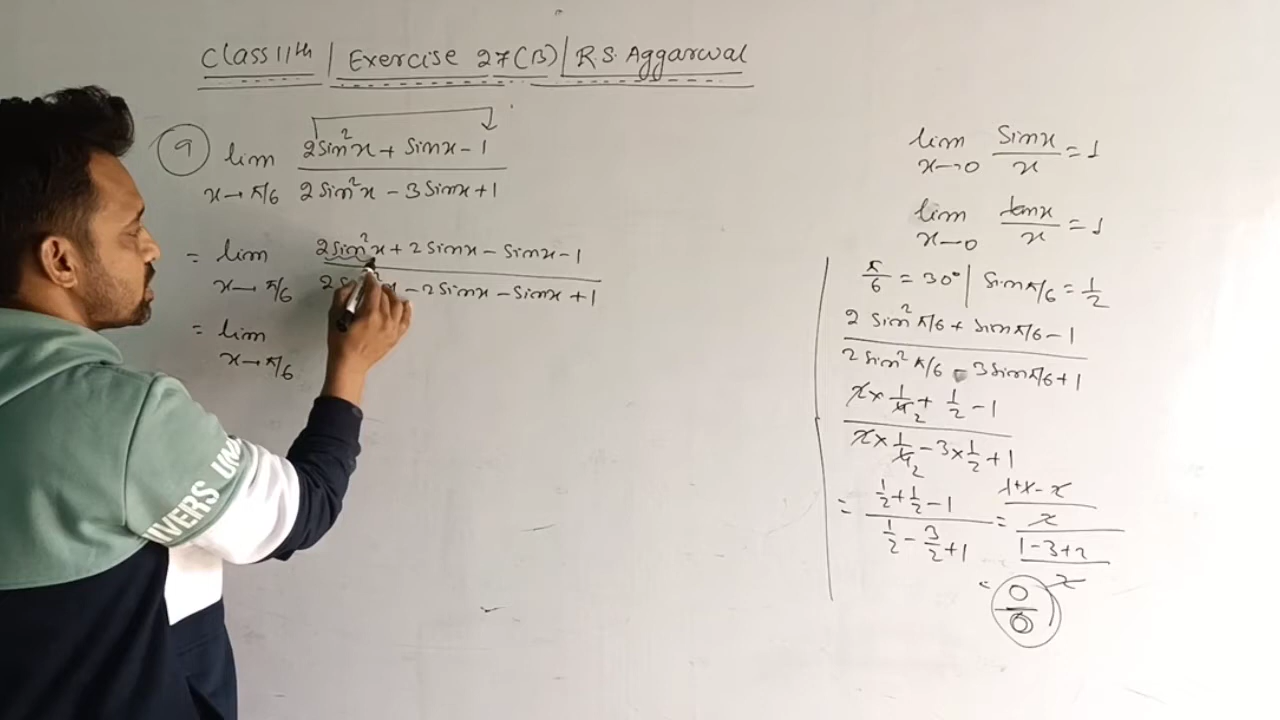 Class 11th | Exercise 27(B) | R.S. Aggarwal
9 lim x→π/6 (2Sin²x + Sinx - 1)/(2Sin²x - 3Sinx + 1)
= lim x→π/6 (2Sin²x + 2Sinx - Sinx - 1)/(2Sin²x - 2Sinx - Sinx + 1)
= lim x→π/6
UNIVERS UN
lim x→0 Sinx/x = 1
lim x→0 tanx/x = 1
π/6 = 30° | Sinπ/6 = 1/2
(2 Sin²π/6 + Sinπ/6 - 1)/(2 Sin²π/6 - 3Sinπ/6 + 1)
(2 × 1/4 2 + 1/2 - 1)/(2 × 1/4 2 - 3 × 1/2 + 1)
= (1/2 + 1/2 - 1)/(1/2 - 3/2 + 1) = ((1+1-2)/2)/((1-3+2)/2)
= 0/0